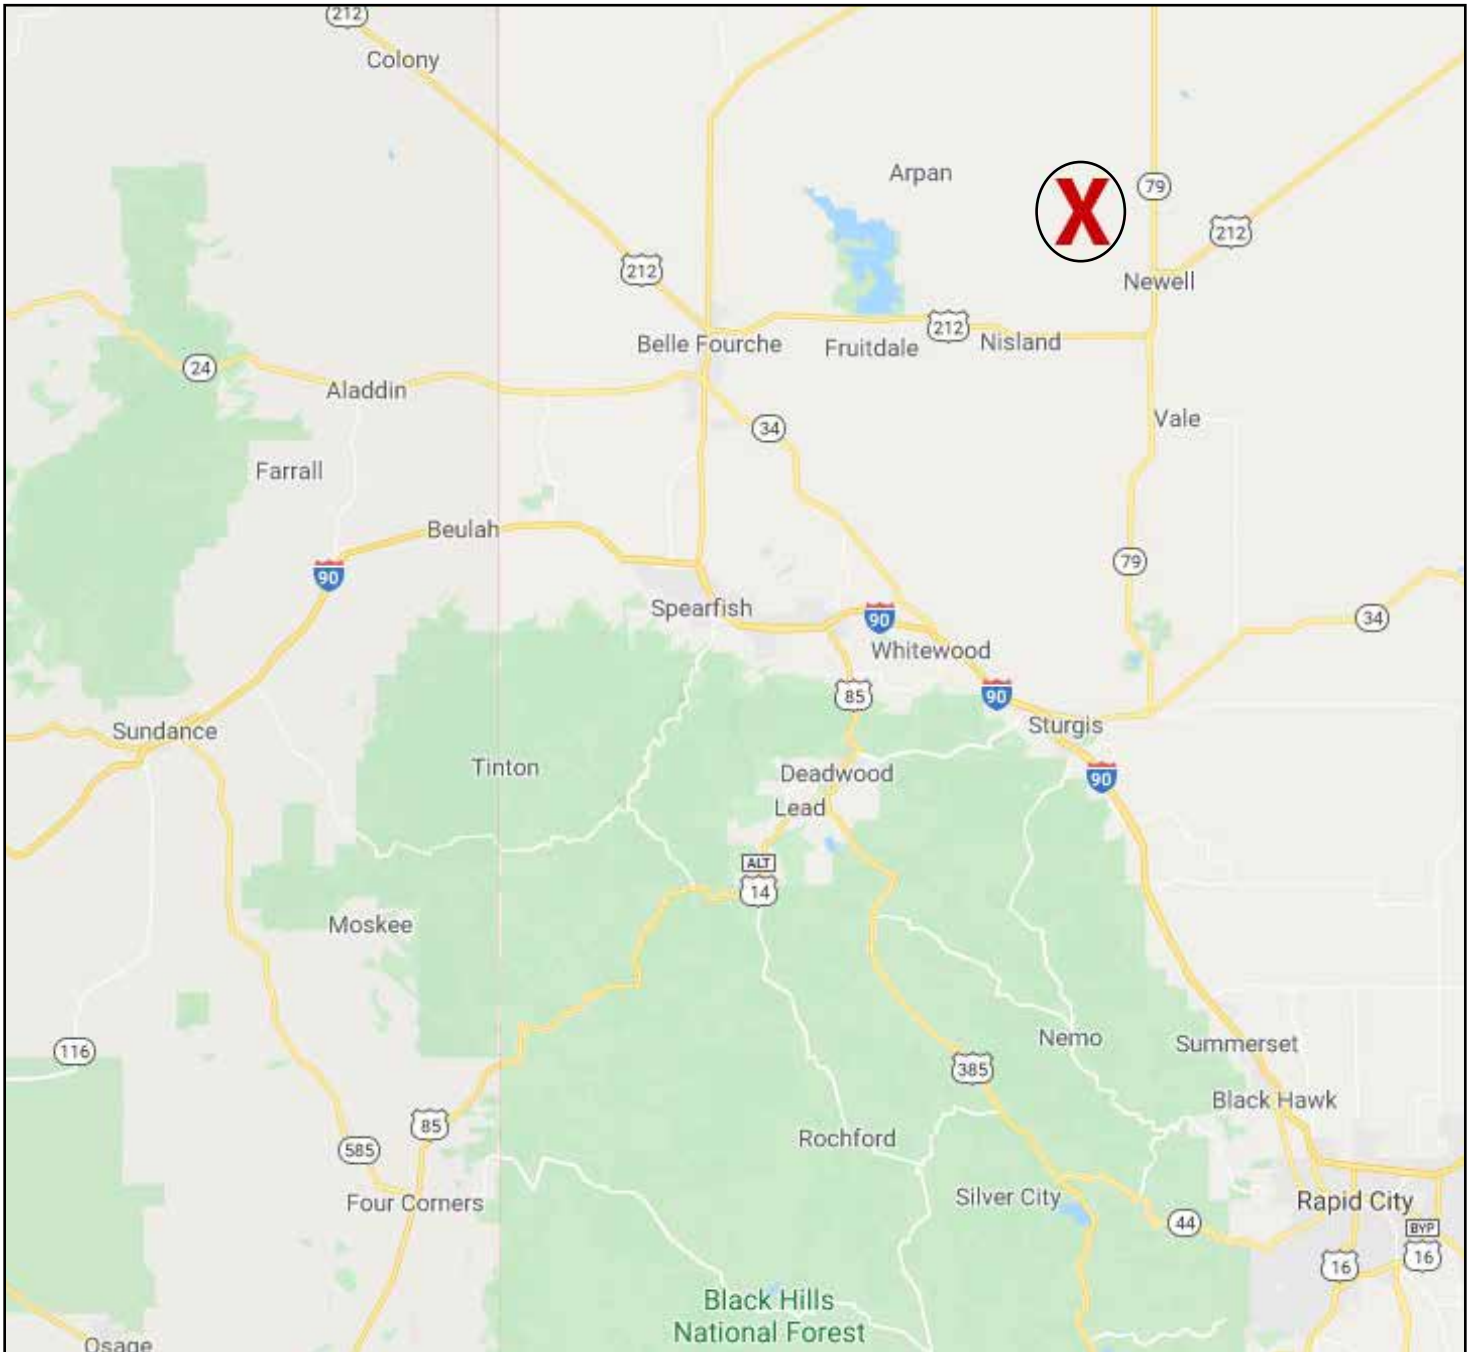 212
Colony
Arpan
X
79
212
212
Newell
Belle Fourche
Fruitdale
212
Nisland
24
Aladdin
34
Vale
Farrall
Beulah
79
90
Spearfish
90
34
Whitewood
85
90
Sundance
Sturgis
Tinton
Deadwood
90
Lead
ALT
14
Moskee
116
Nemo
Summerset
385
Black Hawk
85
Rochford
585
Four Corners
Silver City
Rapid City
44
BYP
16
16
Black Hills
National Forest
Osage